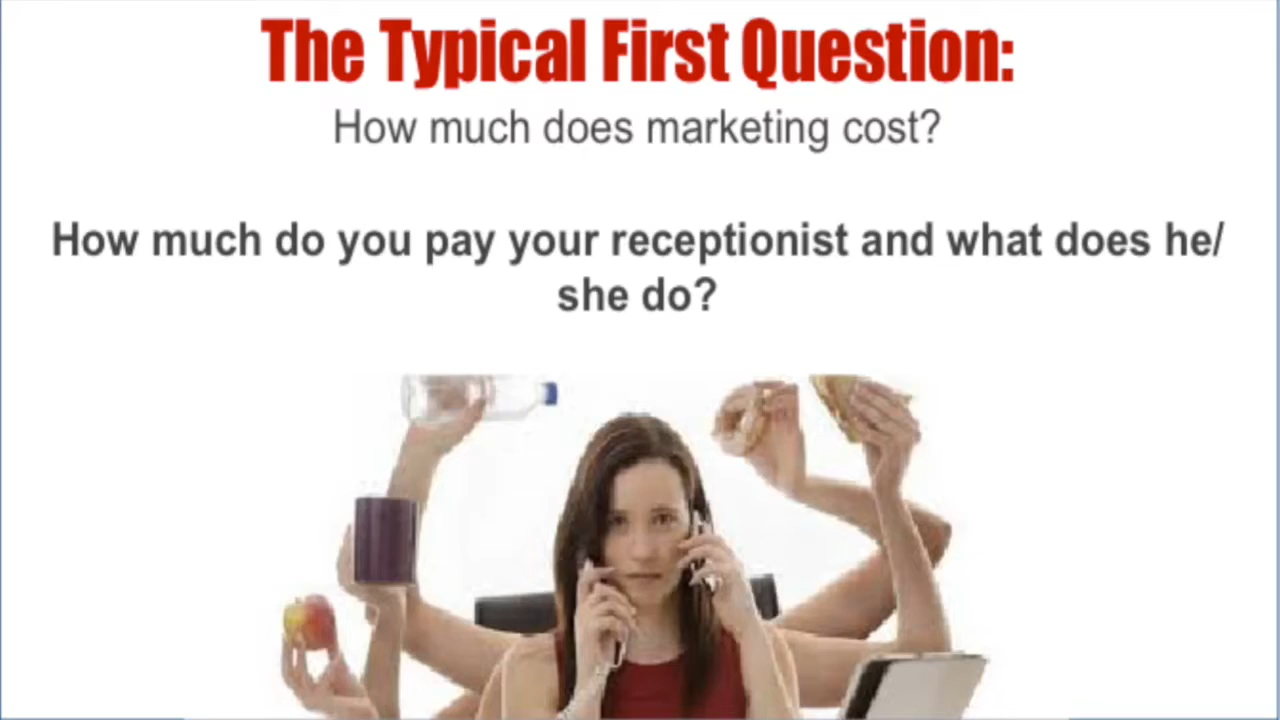 The Typical First Question:
How much does marketing cost?
How much do you pay your receptionist and what does he/
she do?